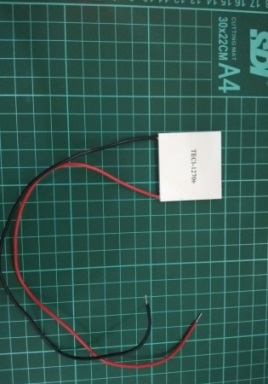 SDI
CUTTING MAT
30x22CM A4
TEC1-12706